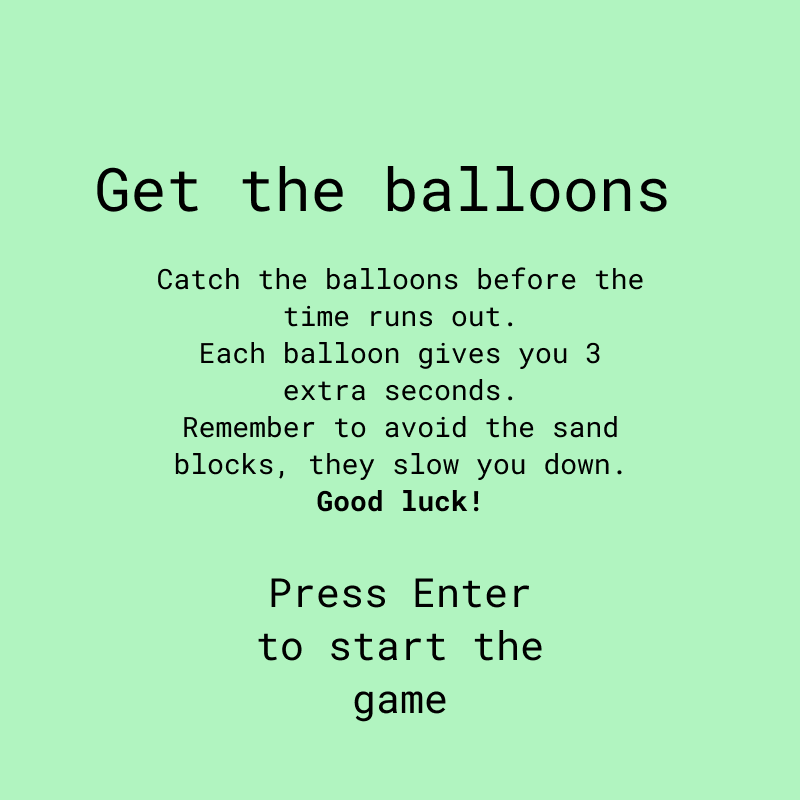 Get the balloons
Catch the balloons before the
time runs out.
Each balloon gives you 3
extra seconds.
Remember to avoid the sand
blocks, they slow you down.
Good luck!
Press Enter
to start the
game